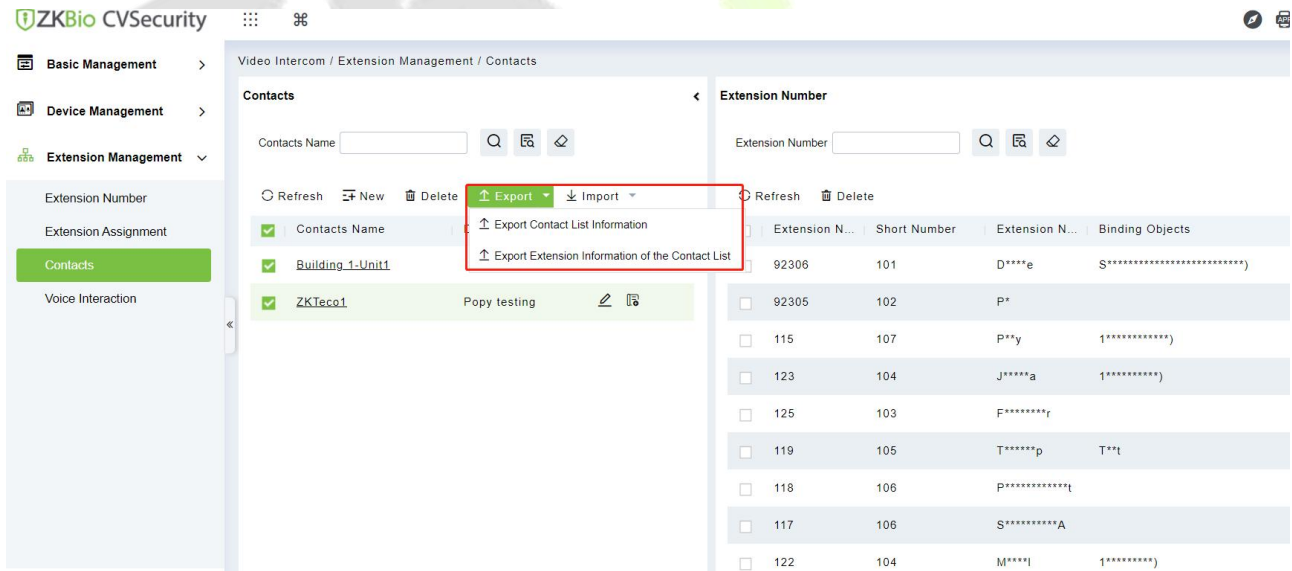 ZKBio CVSecurity
Basic Management
Device Management
Extension Management
Extension Number
Extension Assignment
Contacts
Voice Interaction
Video Intercom / Extension Management / Contacts
Contacts
Contacts Name
Refresh New Delete Export Import
Export Contact List Information
Export Extension Information of the Contact List
Contacts Name
Building 1-Unit1
ZKTeco1 Popy testing
Extension Number
Extension Number
Refresh Delete
Extension N... Short Number Extension N... Binding Objects
92306 101 D****e S**************************)
92305 102 P*
115 107 P**y 1************)
123 104 J*****a 1**********)
125 103 F********r
119 105 T******p T**t
118 106 P************t
117 106 S**********A
122 104 M****l 1*********)